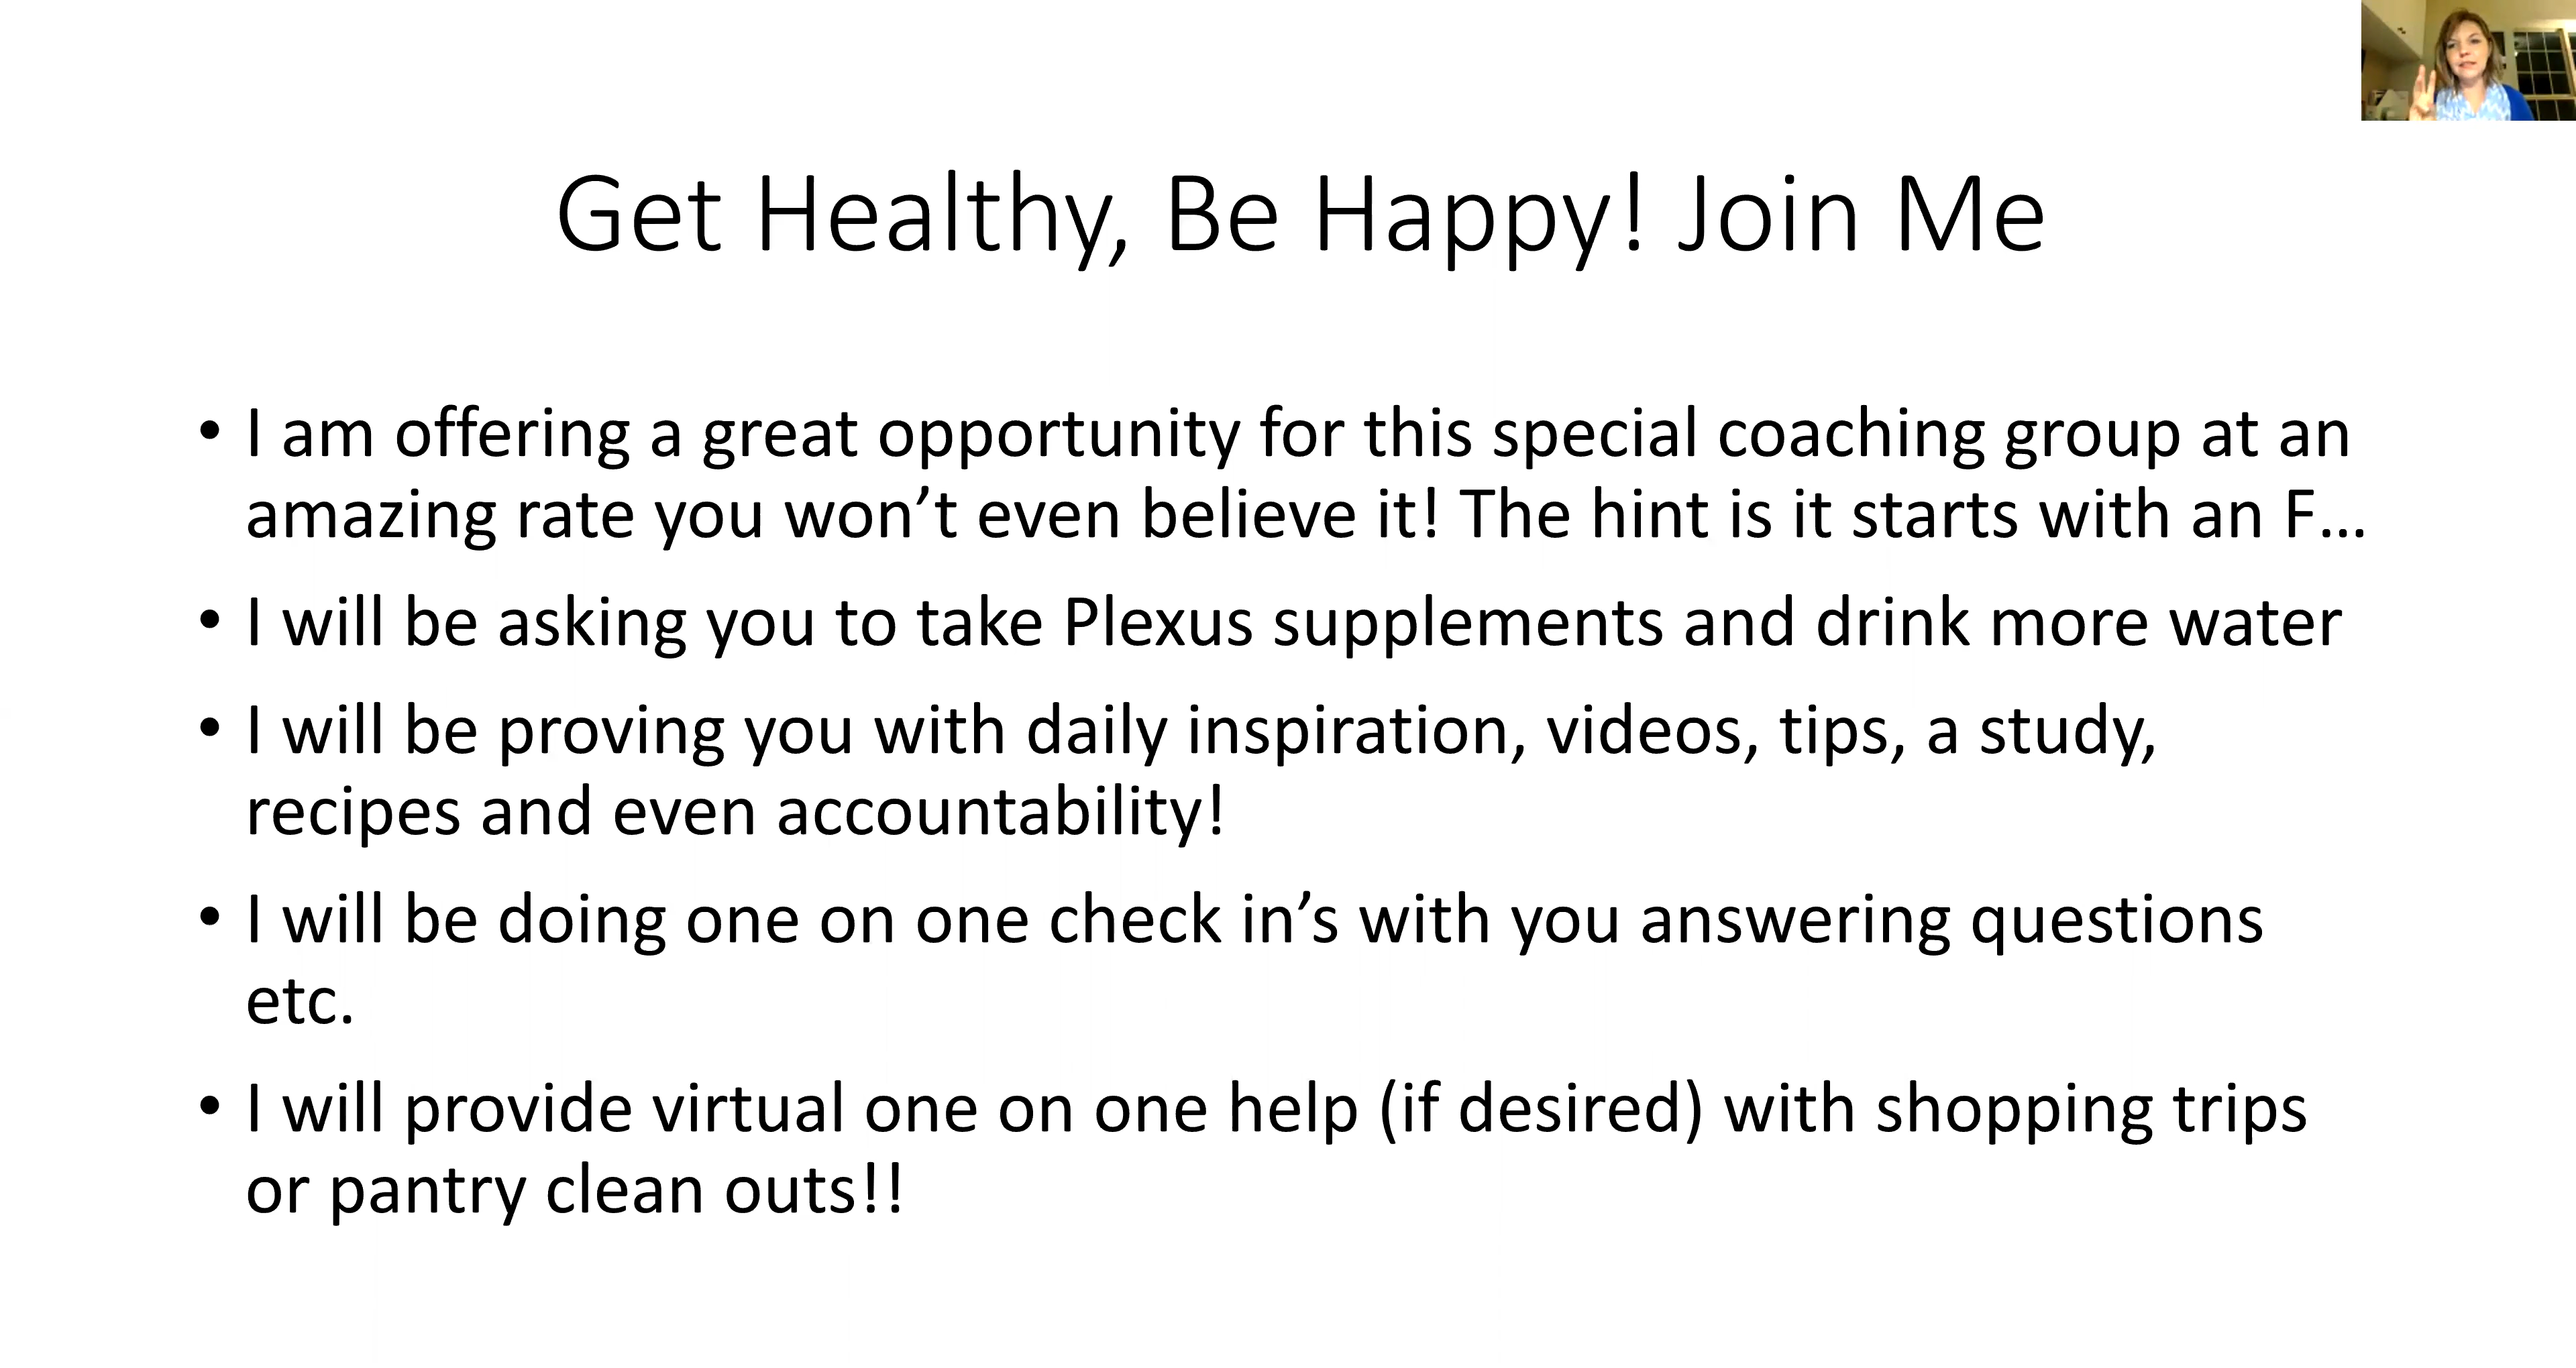 Get Healthy, Be Happy! Join Me
• I am offering a great opportunity for this special coaching group at an
amazing rate you won’t even believe it! The hint is it starts with an F...
• I will be asking you to take Plexus supplements and drink more water
• I will be proving you with daily inspiration, videos, tips, a study,
recipes and even accountability!
• I will be doing one on one check in’s with you answering questions
etc.
• I will provide virtual one on one help (if desired) with shopping trips
or pantry clean outs!!